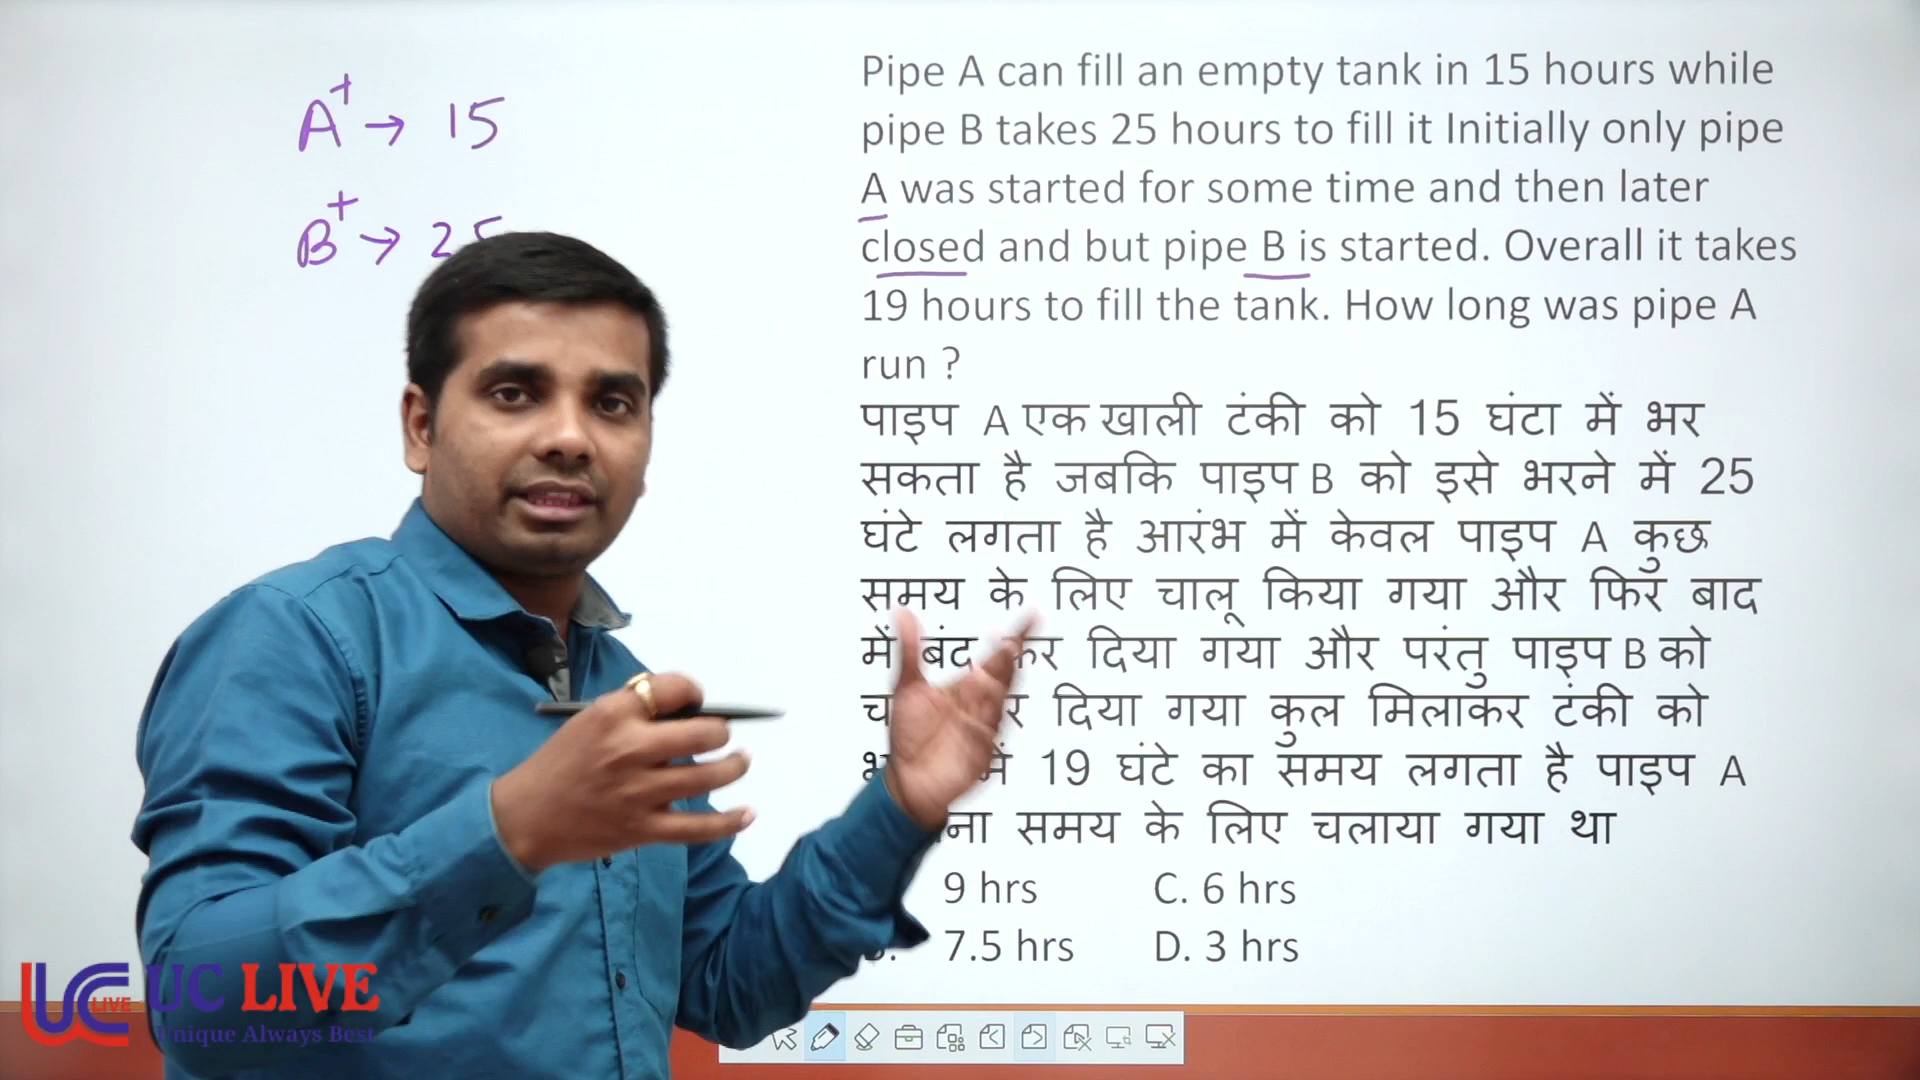 A+ → 15
B+ → 25
Pipe A can fill an empty tank in 15 hours while
pipe B takes 25 hours to fill it Initially only pipe
A was started for some time and then later
closed and but pipe B is started. Overall it takes
19 hours to fill the tank. How long was pipe A
run ?
पाइप A एक खाली टंकी को 15 घंटा में भर
सकता है जबकि पाइप B को इसे भरने में 25
घंटे लगता है आरंभ में केवल पाइप A कुछ
समय के लिए चालू किया गया और फिर बाद
में बंद कर दिया गया और परंतु पाइप B को
दिया गया कुल मिलाकर टंकी को
में 19 घंटे का समय लगता है पाइप A
समय के लिए चलाया गया था
9 hrs C. 6 hrs
7.5 hrs D. 3 hrs
UC LIVE UC LIVE
Unique Always Best